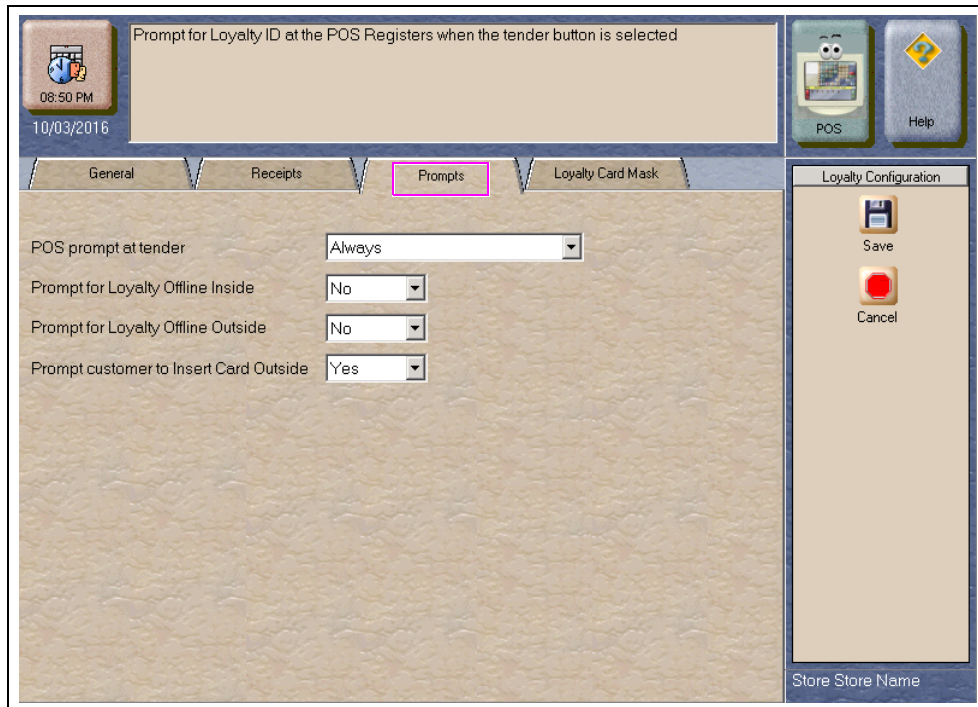 Prompt for Loyalty ID at the POS Registers when the tender button is selected
08:50 PM
10/03/2016
POS
Help
General
Receipts
Prompts
Loyalty Card Mask
Loyalty Configuration
POS prompt at tender
Always
Prompt for Loyalty Offline Inside
No
Prompt for Loyalty Offline Outside
No
Prompt customer to Insert Card Outside
Yes
Save
Cancel
Store Store Name